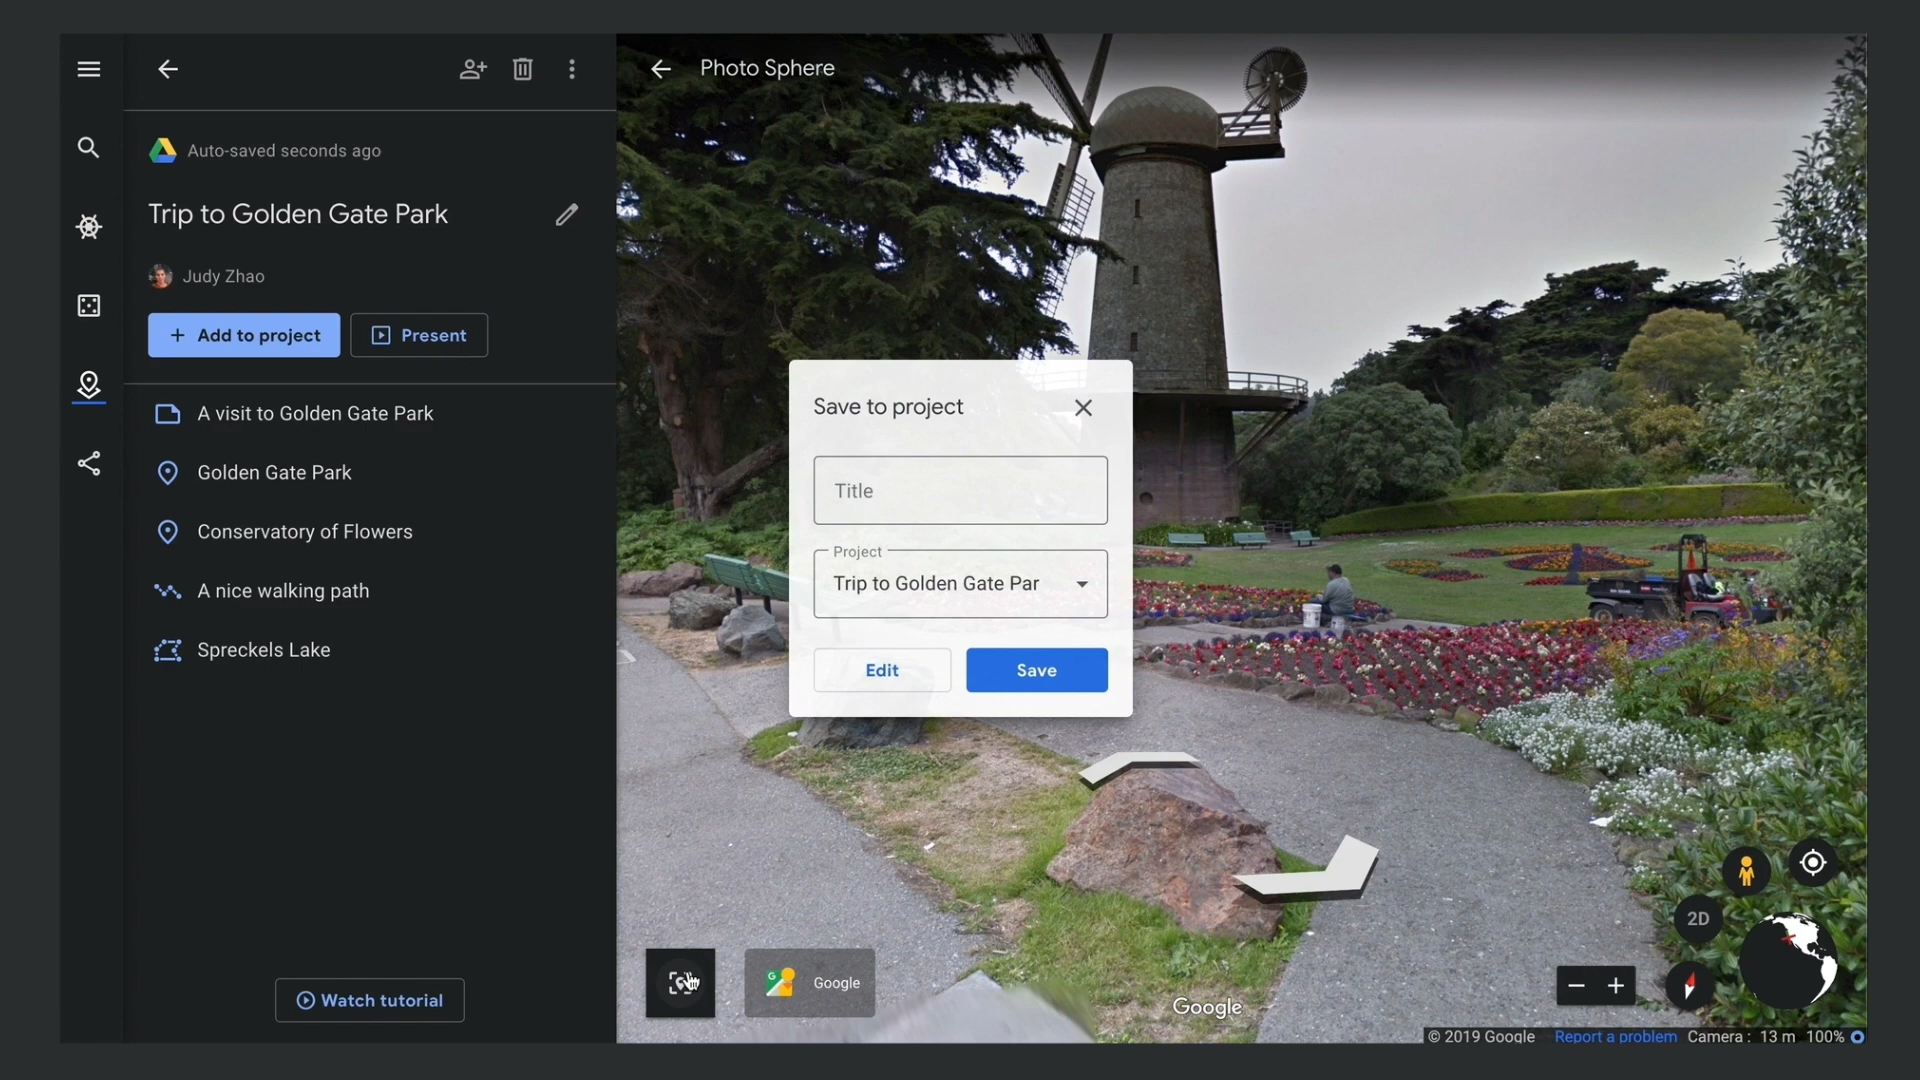 Auto-saved seconds ago
Trip to Golden Gate Park
Judy Zhao
+ Add to project
Present
A visit to Golden Gate Park
Golden Gate Park
Conservatory of Flowers
A nice walking path
Spreckels Lake
Watch tutorial
Photo Sphere
Save to project
Title
Project
Trip to Golden Gate Par
Edit
Save
G
Google
Google
2D
© 2019 Google Report a problem Camera : 13 m 100%